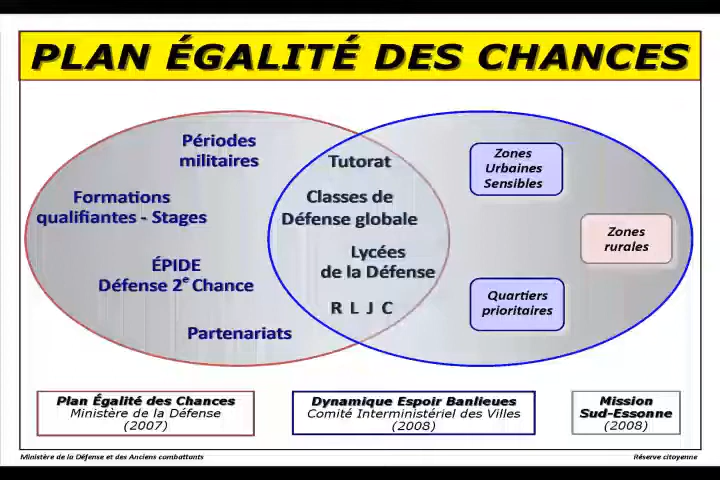 PLAN ÉGALITÉ DES CHANCES
Périodes
militaires
Formations
qualifiantes - Stages
ÉPIDE
Défense 2e Chance
Partenariats
Tutorat
Classes de
Défense globale
Lycées
de la Défense
R L J C
Zones
Urbaines
Sensibles
Zones
rurales
Quartiers
prioritaires
Plan Égalité des Chances
Ministère de la Défense
(2007)
Dynamique Espoir Banlieues
Comité Interministériel des Villes
(2008)
Mission
Sud-Essonne
(2008)
Ministère de la Défense et des Anciens combattants
Réserve citoyenne